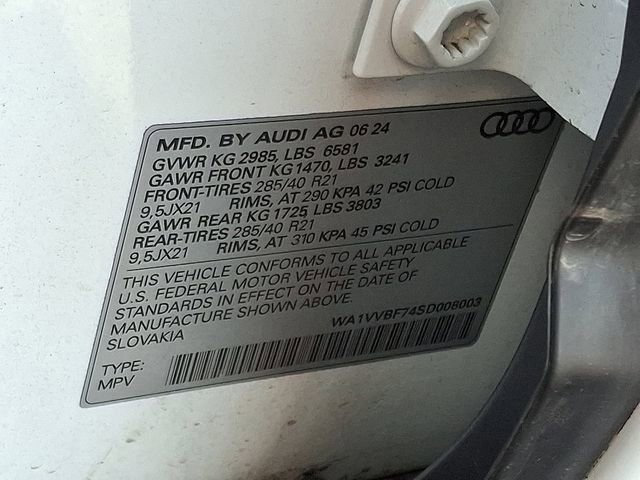 MFD. BY AUDI AG 06 24
GVWR KG 2985, LBS 6581
GAWR FRONT KG 1470, LBS 3241
FRONT-TIRES 285/40 R21
9,5JX21 RIMS, AT 290 KPA 42 PSI COLD
GAWR REAR KG 1725, LBS 3803
REAR-TIRES 285/40 R21
9,5JX21 RIMS, AT 310 KPA 45 PSI COLD
THIS VEHICLE CONFORMS TO ALL APPLICABLE
U.S. FEDERAL MOTOR VEHICLE SAFETY
STANDARDS IN EFFECT ON THE DATE OF
MANUFACTURE SHOWN ABOVE.
SLOVAKIA
WA1VVBF74SD008003
TYPE:
MPV